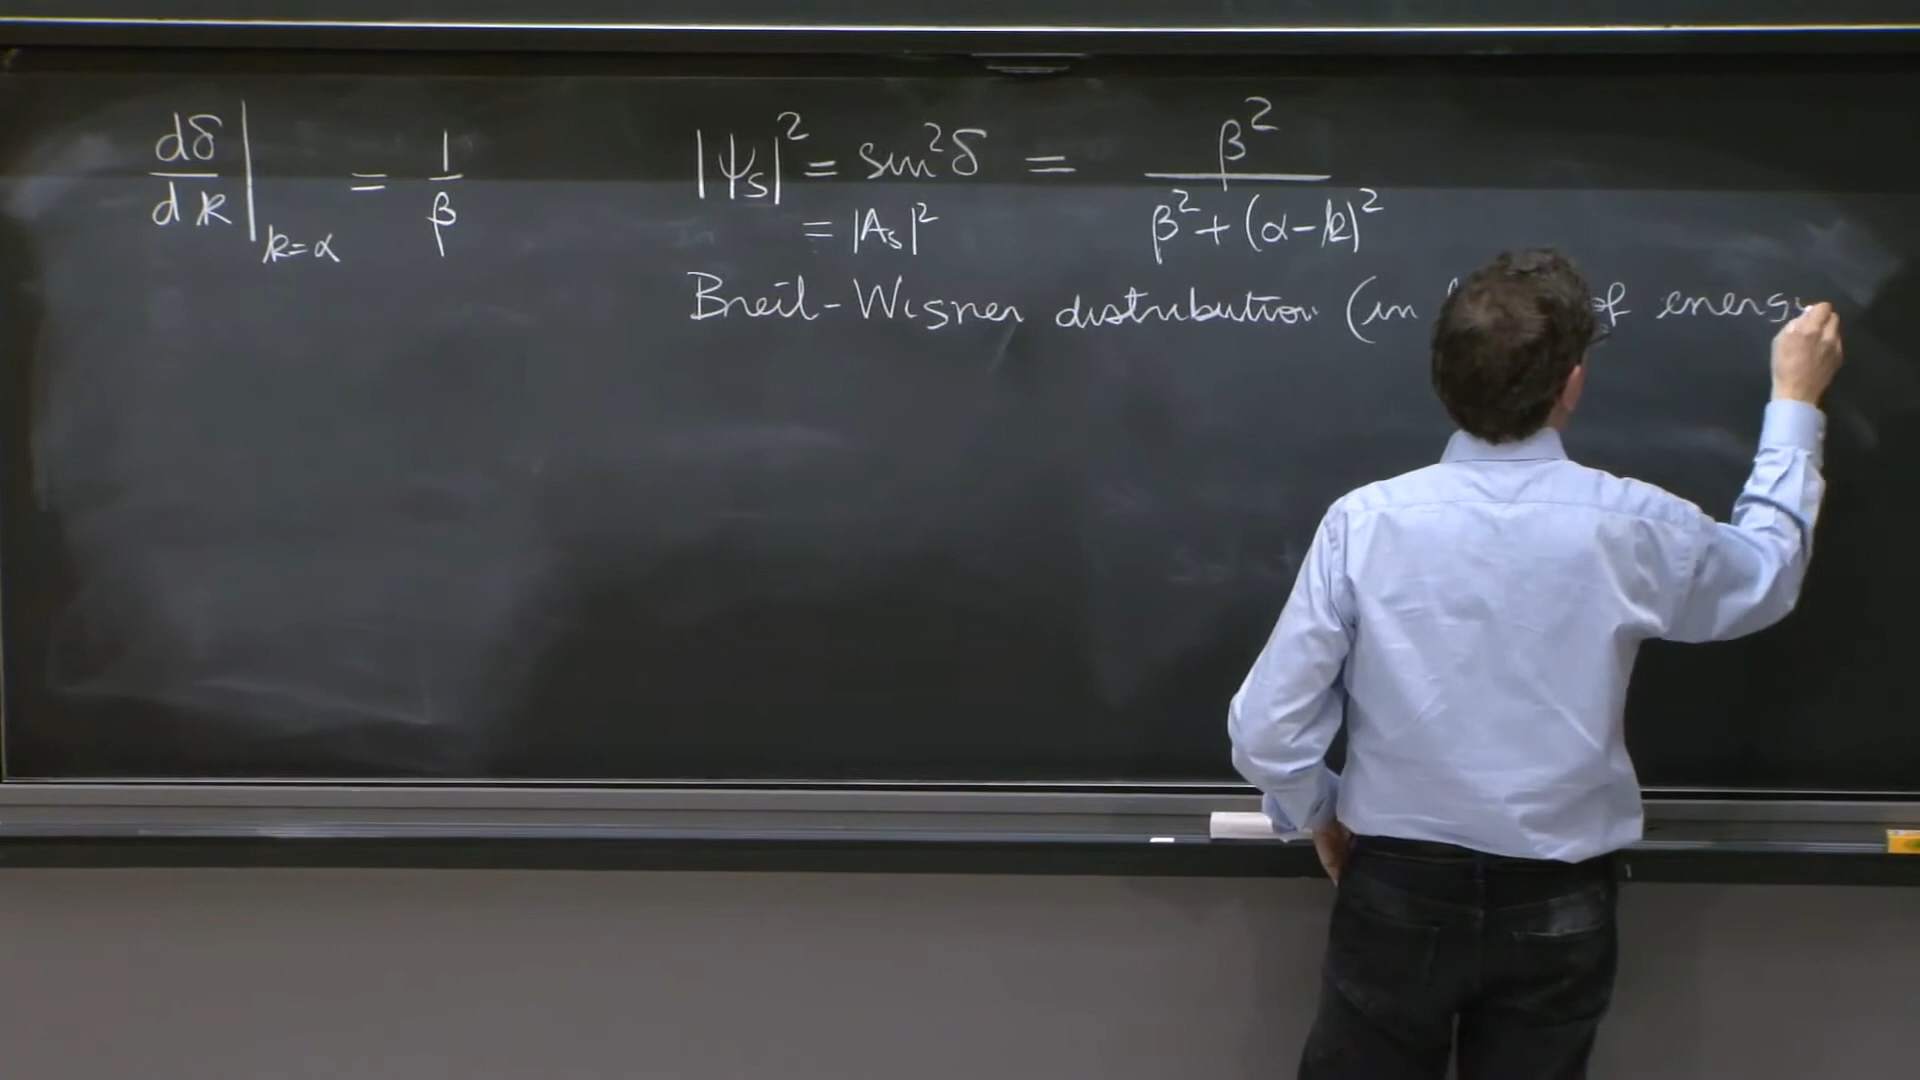 dδ/dk |k=α = 1/β
|ψs|² = sin²δ = β²/(β²+(α-k)²)
= |As|²
Breit-Wigner distribution (in of energy